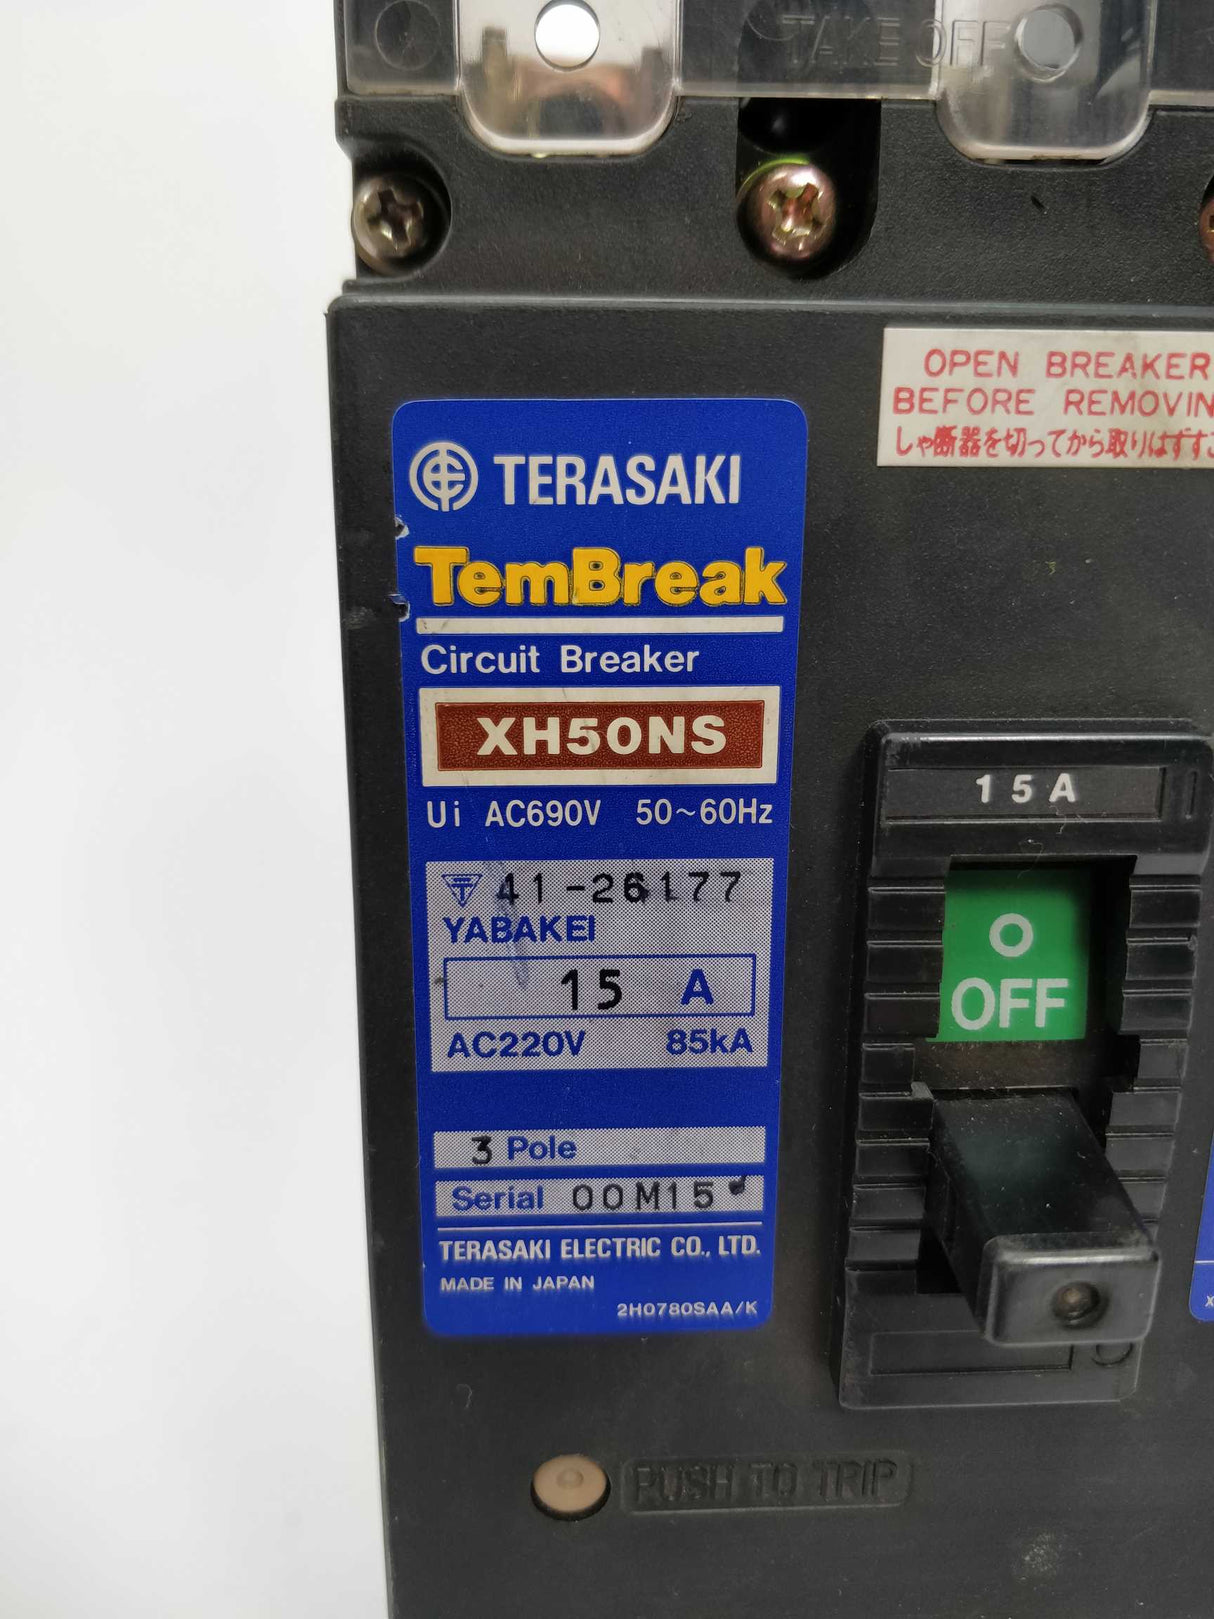 TAKE OFF
OPEN BREAKER
BEFORE REMOVIN
しゃ断器を切ってから取りはずすこ
TERASAKI
TemBreak
Circuit Breaker
XH50NS
Ui AC690V 50~60Hz
T 41-26177
YABAKEI
15 A
AC220V 85kA
3 Pole
Serial 00M15
TERASAKI ELECTRIC CO., LTD.
MADE IN JAPAN
2H0780SAA/K
15A
O
OFF
PUSH TO TRIP
X